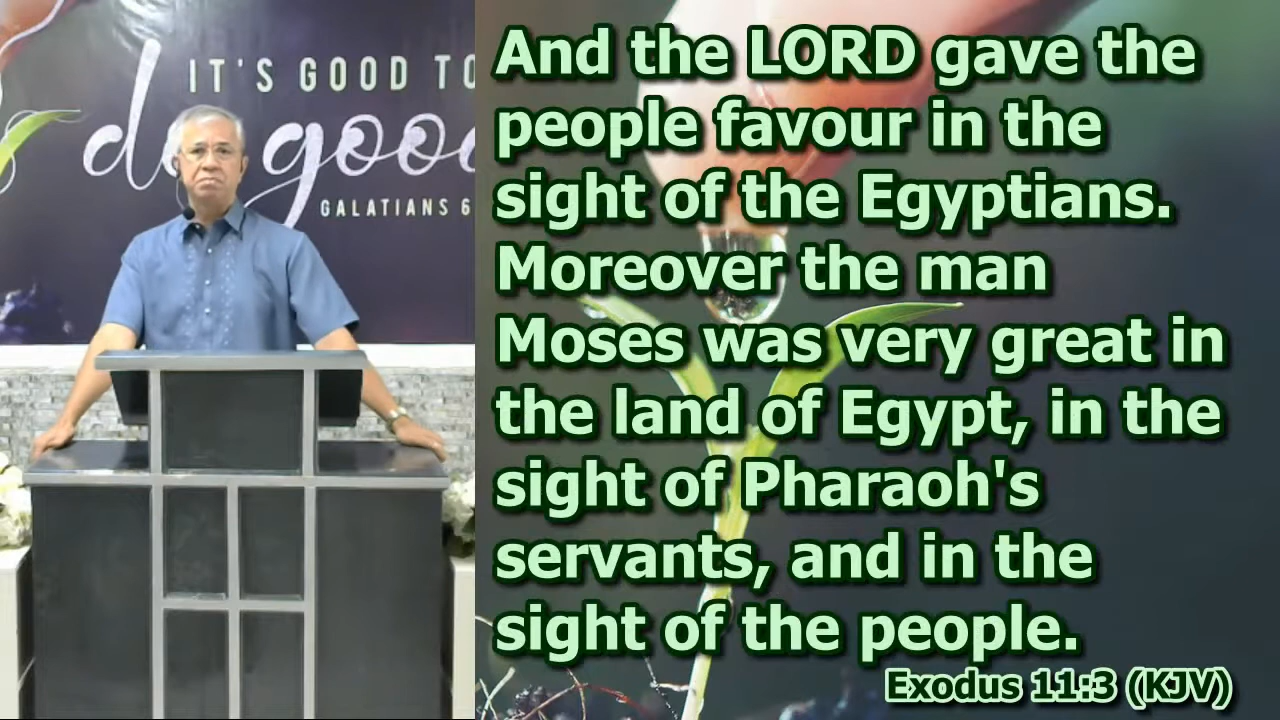 IT'S GOOD TO
do good
GALATIANS 6
And the LORD gave the
people favour in the
sight of the Egyptians.
Moreover the man
Moses was very great in
the land of Egypt, in the
sight of Pharaoh's
servants, and in the
sight of the people.
Exodus 11:3 (KJV)